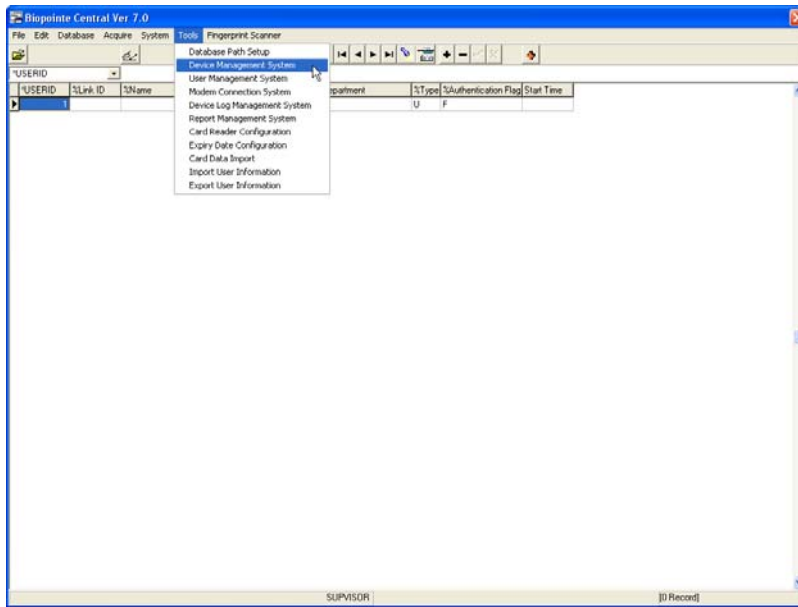 Biopointe Central Ver 7.0
File Edit Database Acquire System Tools Fingerprint Scanner
Database Path Setup
Device Management System
User Management System
Modem Connection System
Device Log Management System
Report Management System
Card Reader Configuration
Expiry Date Configuration
Card Data Import
Import User Information
Export User Information
*USERID
*USERID %Link ID %Name epartment %Type %Authentication Flag Start Time
1 U F
SUPVISOR [0 Record]